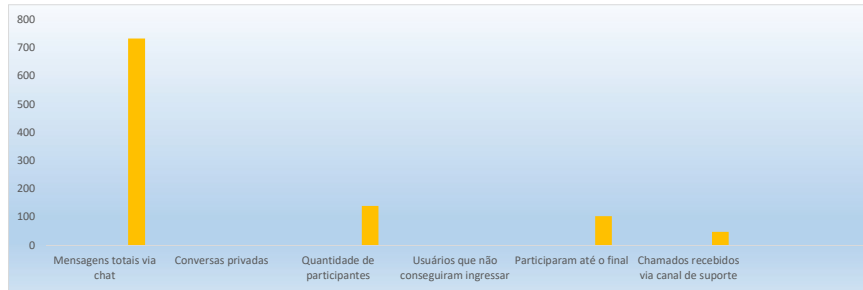 800
700
600
500
400
300
200
100
0
Mensagens totais via
chat
Conversas privadas
Quantidade de
participantes
Usuários que não
conseguiram ingressar
Participaram até o final
Chamados recebidos
via canal de suporte